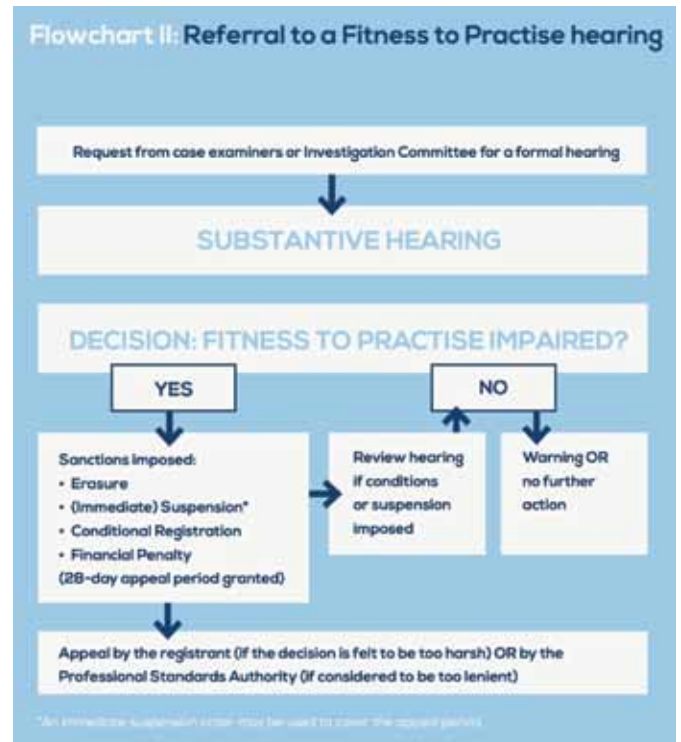 Flowchart II: Referral to a Fitness to Practise hearing
Request from case examiners or Investigation Committee for a formal hearing
SUBSTANTIVE HEARING
DECISION: FITNESS TO PRACTISE IMPAIRED?
YES
NO
Sanctions imposed:
• Erasure
• (Immediate) Suspension*
• Conditional Registration
• Financial Penalty
(28-day appeal period granted)
Review hearing
if conditions
or suspension
imposed
Warning OR
no further
action
Appeal by the registrant (if the decision is felt to be too harsh) OR by the
Professional Standards Authority (if considered to be too lenient)
*An immediate suspension order may be used to cover the appeal period